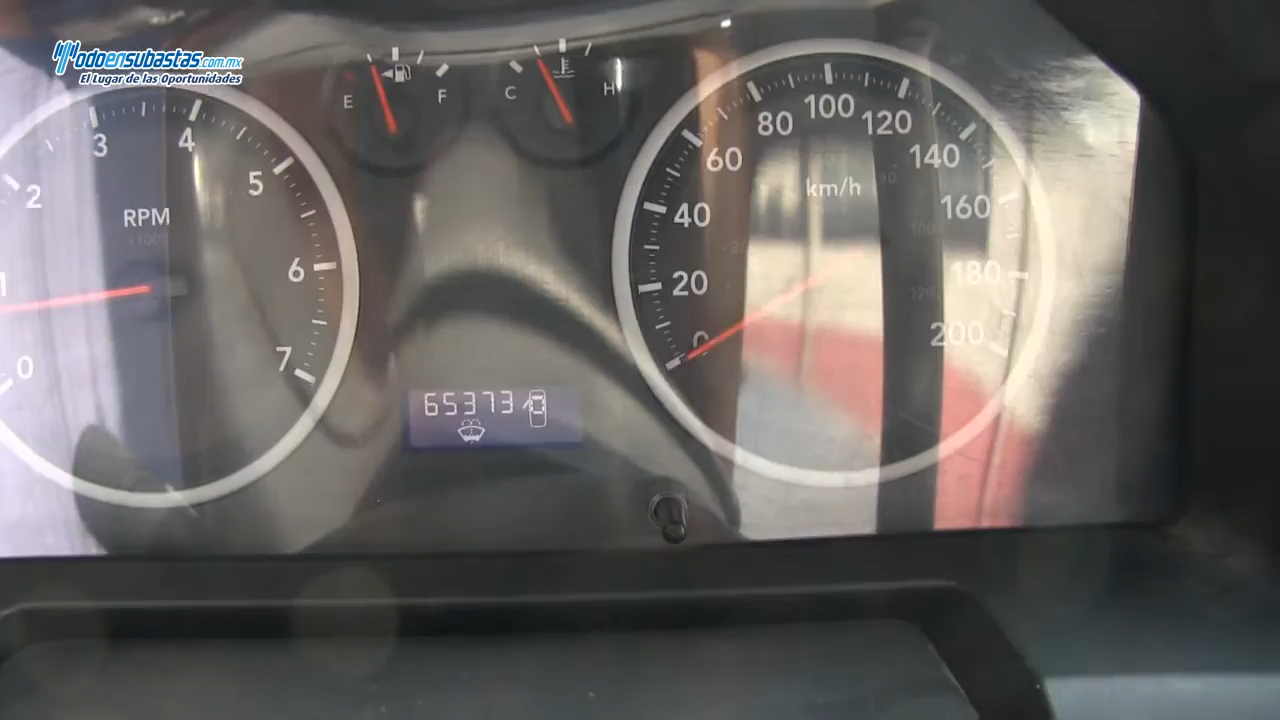 TodoenSubastas.com.mx
El Lugar de las Oportunidades
E F
C H
0 1 2 3 4 5 6 7
RPM
×1000
0 20 40 60 80 100 120 140 160 180 200
km/h
65373